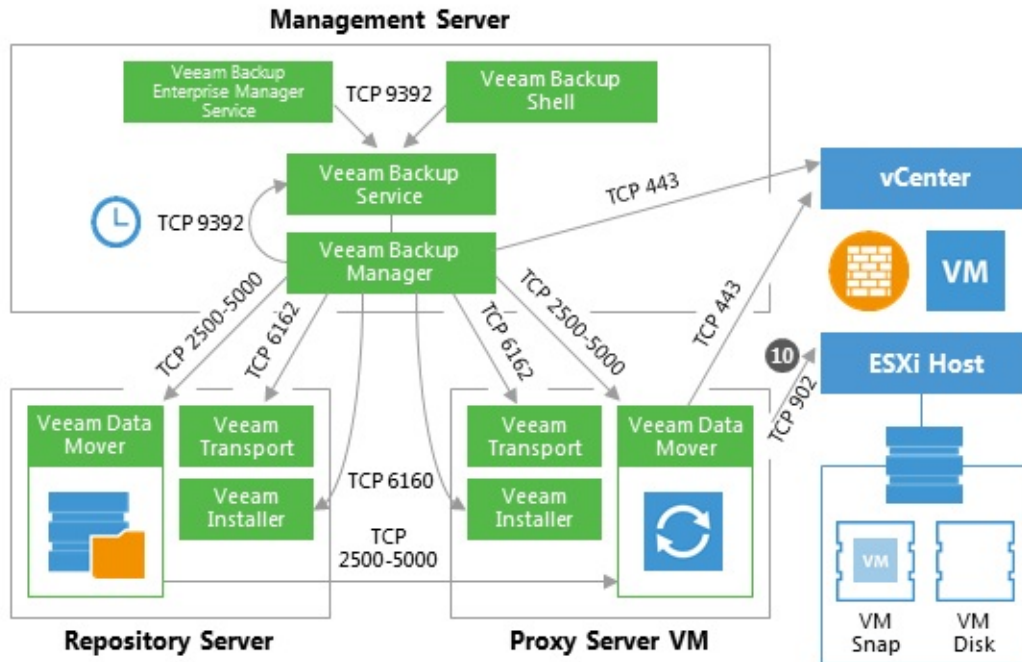 Management Server
Veeam Backup
Enterprise Manager
Service
TCP 9392
Veeam Backup
Shell
Veeam Backup
Service
TCP 9392
Veeam Backup
Manager
TCP 443
vCenter
VM
TCP 2500-5000
TCP 6162
TCP 6162
TCP 2500-5000
TCP 443
10
TCP 902
ESXi Host
Veeam Data
Mover
Veeam
Transport
Veeam
Installer
TCP 6160
TCP
2500-5000
Veeam
Transport
Veeam
Installer
Veeam Data
Mover
VM
VM
Snap
VM
Disk
Repository Server
Proxy Server VM